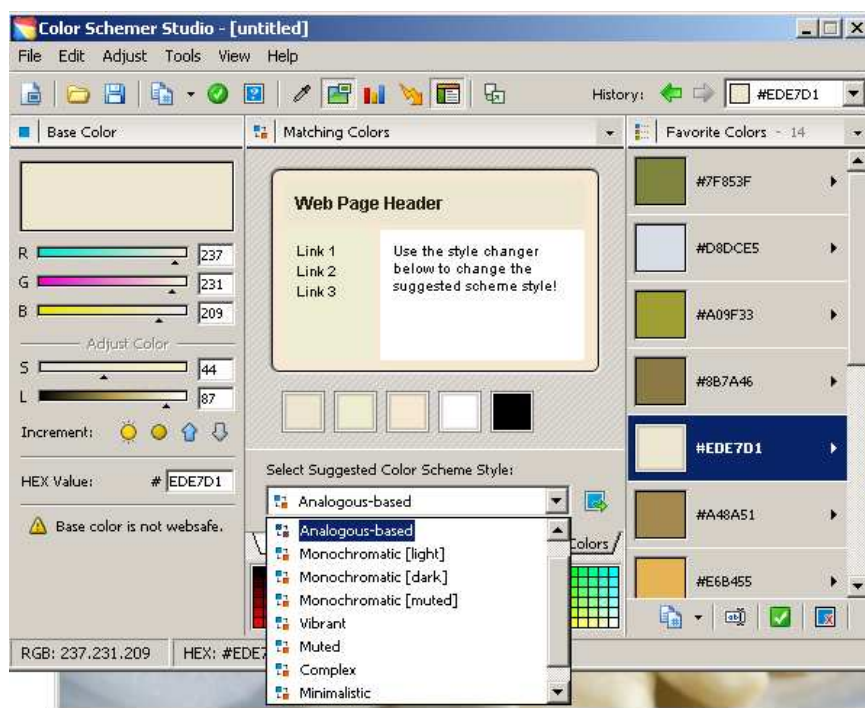 Color Schemer Studio - [untitled]
File Edit Adjust Tools View Help
History: #EDE7D1
Base Color
R 237
G 231
B 209
Adjust Color
S 44
L 87
Increment:
HEX Value: # EDE7D1
Base color is not websafe.
Matching Colors
Web Page Header
Link 1
Link 2
Link 3
Use the style changer
below to change the
suggested scheme style!
Select Suggested Color Scheme Style:
Analogous-based
Analogous-based
Monochromatic [light]
Monochromatic [dark]
Monochromatic [muted]
Vibrant
Muted
Complex
Minimalistic
Colors
Favorite Colors - 14
#7F853F
#D8DCE5
#A09F33
#8B7A46
#EDE7D1
#A48A51
#E6B455
ab
RGB: 237.231.209 HEX: #EDE7